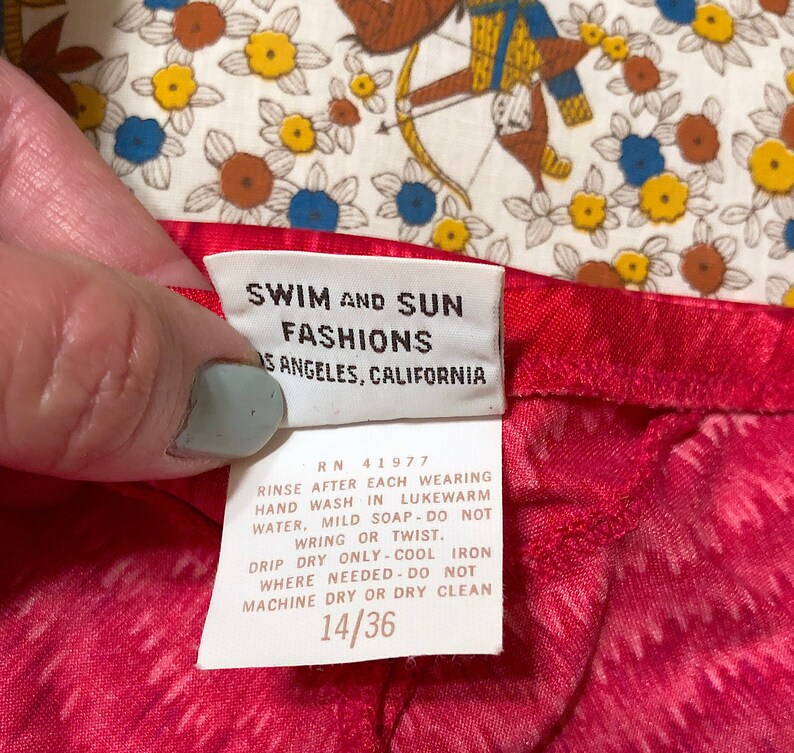 SWIM AND SUN
FASHIONS
OS ANGELES, CALIFORNIA
RN 41977
RINSE AFTER EACH WEARING
HAND WASH IN LUKEWARM
WATER, MILD SOAP-DO NOT
WRING OR TWIST.
DRIP DRY ONLY-COOL IRON
WHERE NEEDED-DO NOT
MACHINE DRY OR DRY CLEAN
14/36